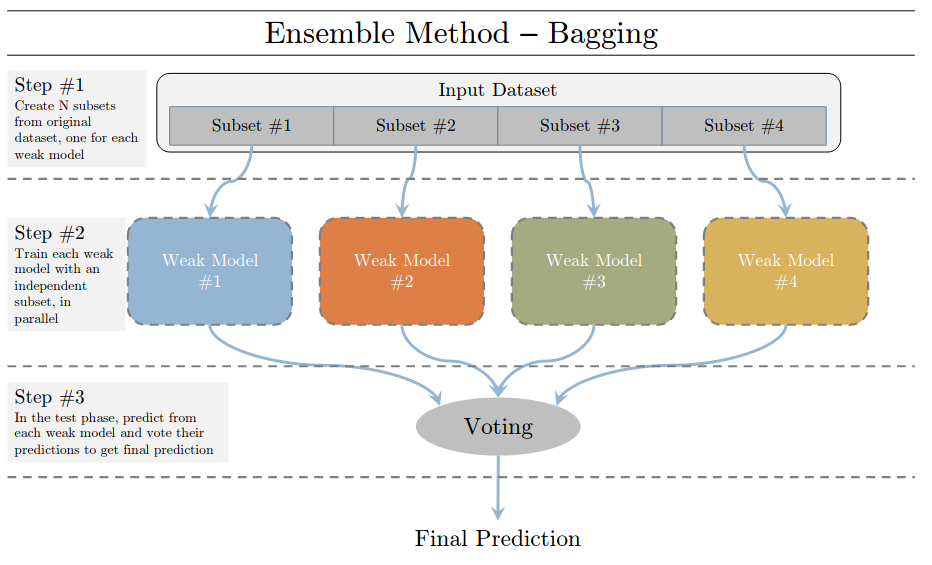 Ensemble Method – Bagging
Step #1
Create N subsets
from original
dataset, one for each
weak model
Input Dataset
Subset #1
Subset #2
Subset #3
Subset #4
Step #2
Train each weak
model with an
independent
subset, in
parallel
Weak Model
#1
Weak Model
#2
Weak Model
#3
Weak Model
#4
Step #3
In the test phase, predict from
each weak model and vote their
predictions to get final prediction
Voting
Final Prediction